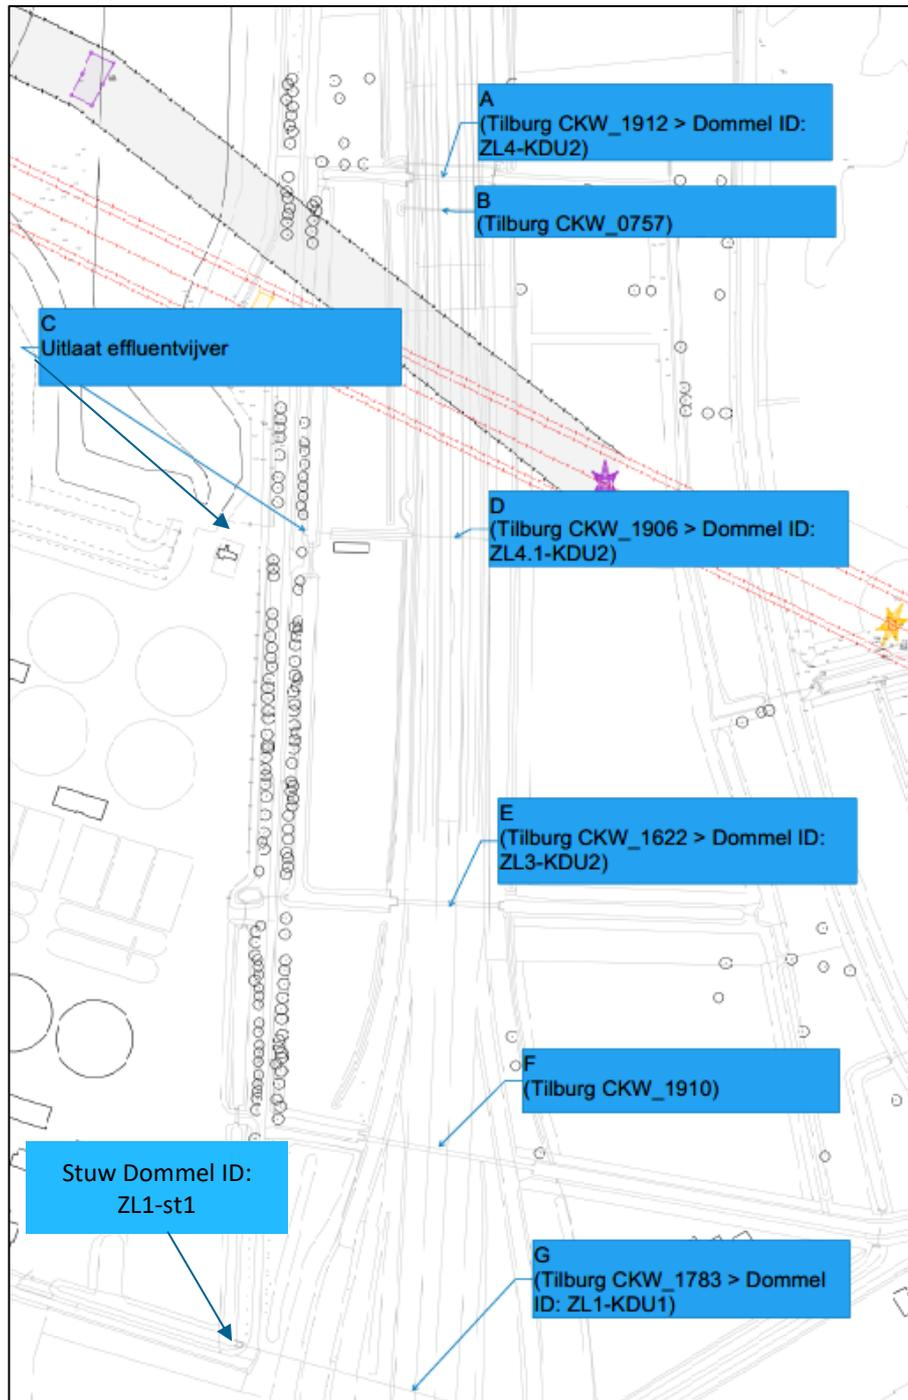 A
(Tilburg CKW_1912 > Dommel ID:
ZL4-KDU2)
B
(Tilburg CKW_0757)
C
Uitlaat effluentvijver
D
(Tilburg CKW_1906 > Dommel ID:
ZL4.1-KDU2)
E
(Tilburg CKW_1622 > Dommel ID:
ZL3-KDU2)
F
(Tilburg CKW_1910)
Stuw Dommel ID:
ZL1-st1
G
(Tilburg CKW_1783 > Dommel
ID: ZL1-KDU1)